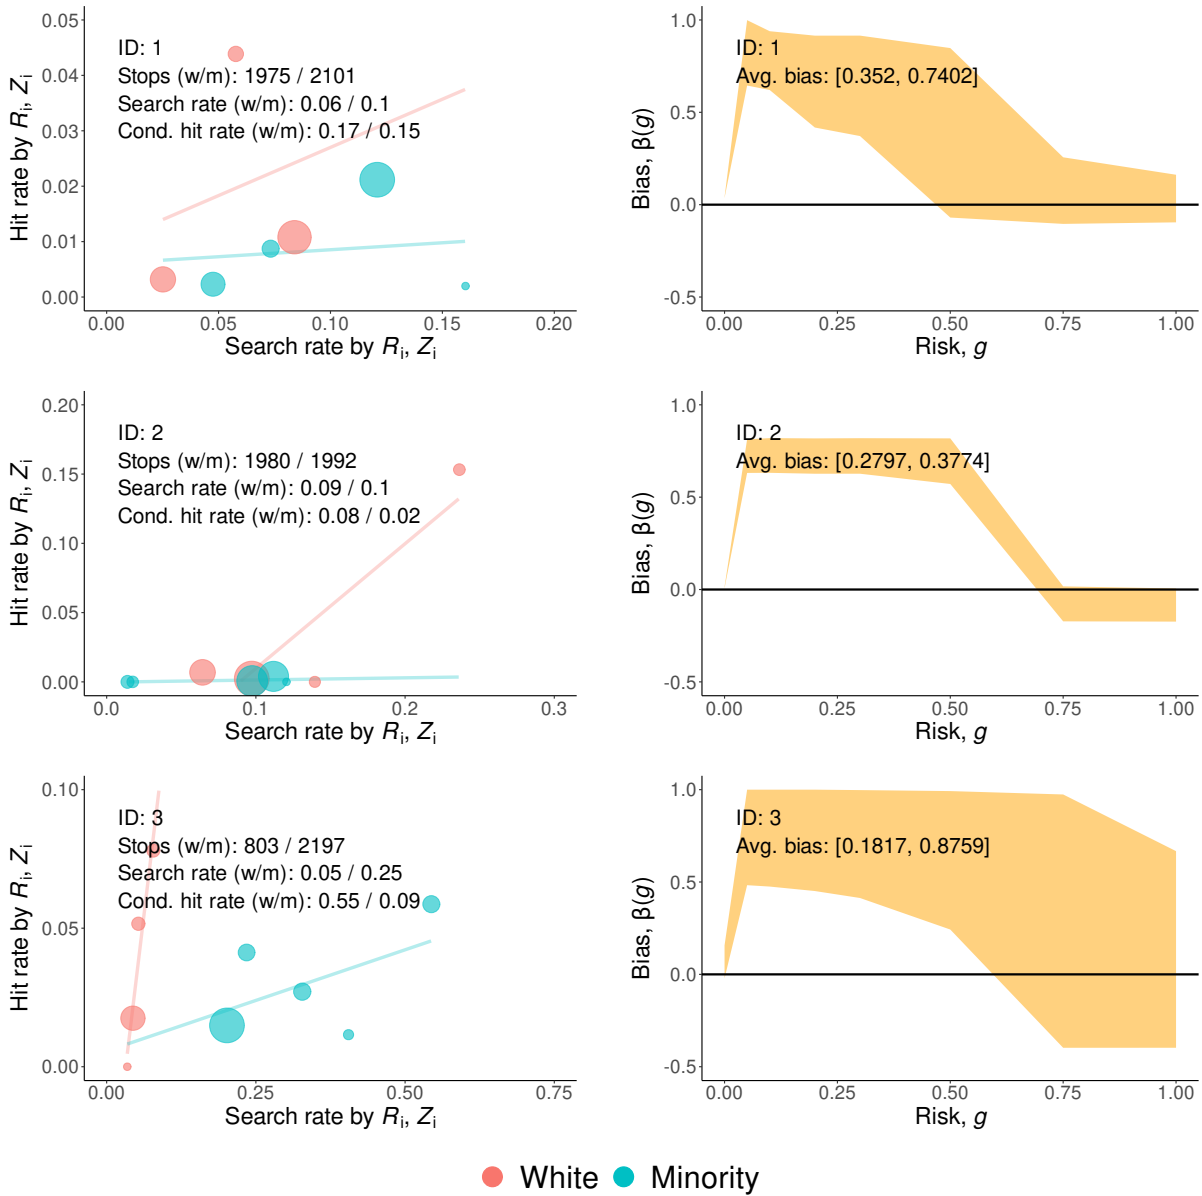 0.05
0.04
0.03
0.02
0.01
0.00
Hit rate by Ri, Zi
ID: 1
Stops (w/m): 1975 / 2101
Search rate (w/m): 0.06 / 0.1
Cond. hit rate (w/m): 0.17 / 0.15
0.00 0.05 0.10 0.15 0.20
Search rate by Ri, Zi
1.0
0.5
0.0
-0.5
Bias, β(g)
ID: 1
Avg. bias: [0.352, 0.7402]
0.00 0.25 0.50 0.75 1.00
Risk, g
0.20
0.15
0.10
0.05
0.00
Hit rate by Ri, Zi
ID: 2
Stops (w/m): 1980 / 1992
Search rate (w/m): 0.09 / 0.1
Cond. hit rate (w/m): 0.08 / 0.02
0.0 0.1 0.2 0.3
Search rate by Ri, Zi
1.0
0.5
0.0
-0.5
Bias, β(g)
ID: 2
Avg. bias: [0.2797, 0.3774]
0.00 0.25 0.50 0.75 1.00
Risk, g
0.10
0.05
0.00
Hit rate by Ri, Zi
ID: 3
Stops (w/m): 803 / 2197
Search rate (w/m): 0.05 / 0.25
Cond. hit rate (w/m): 0.55 / 0.09
0.00 0.25 0.50 0.75
Search rate by Ri, Zi
1.0
0.5
0.0
-0.5
Bias, β(g)
ID: 3
Avg. bias: [0.1817, 0.8759]
0.00 0.25 0.50 0.75 1.00
Risk, g
White Minority